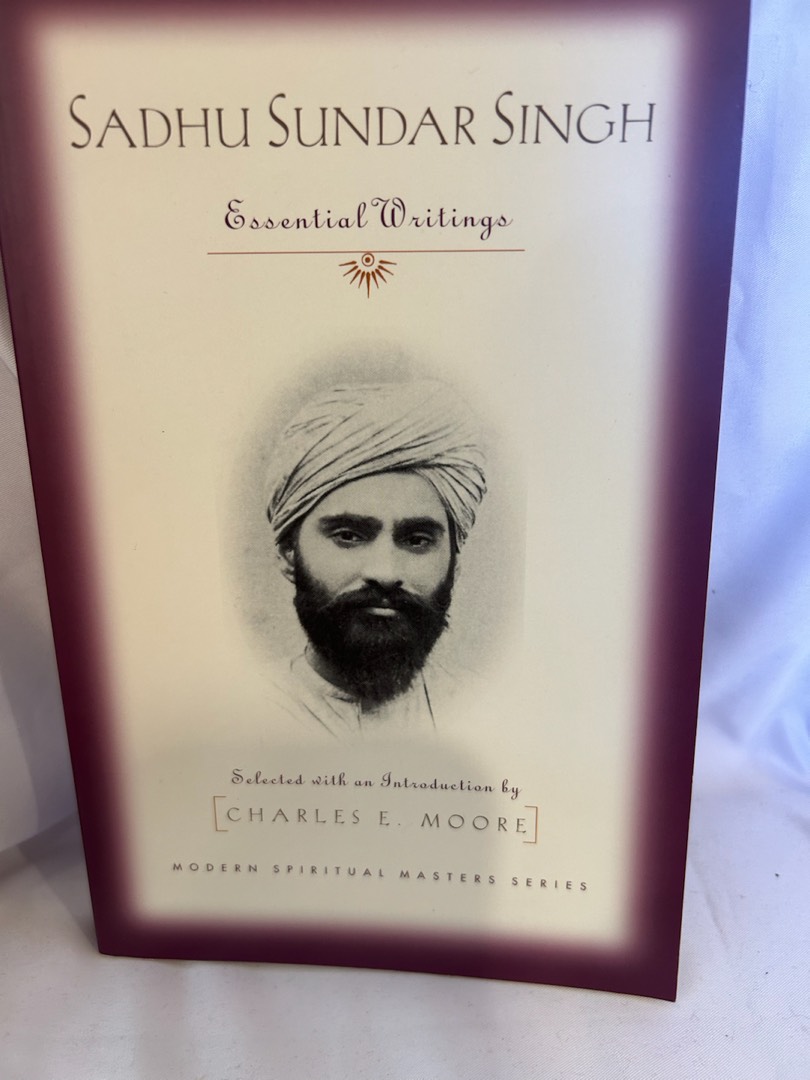 SADHU SUNDAR SINGH
Essential Writings
Selected with an Introduction by
[CHARLES E. MOORE]
MODERN SPIRITUAL MASTERS SERIES